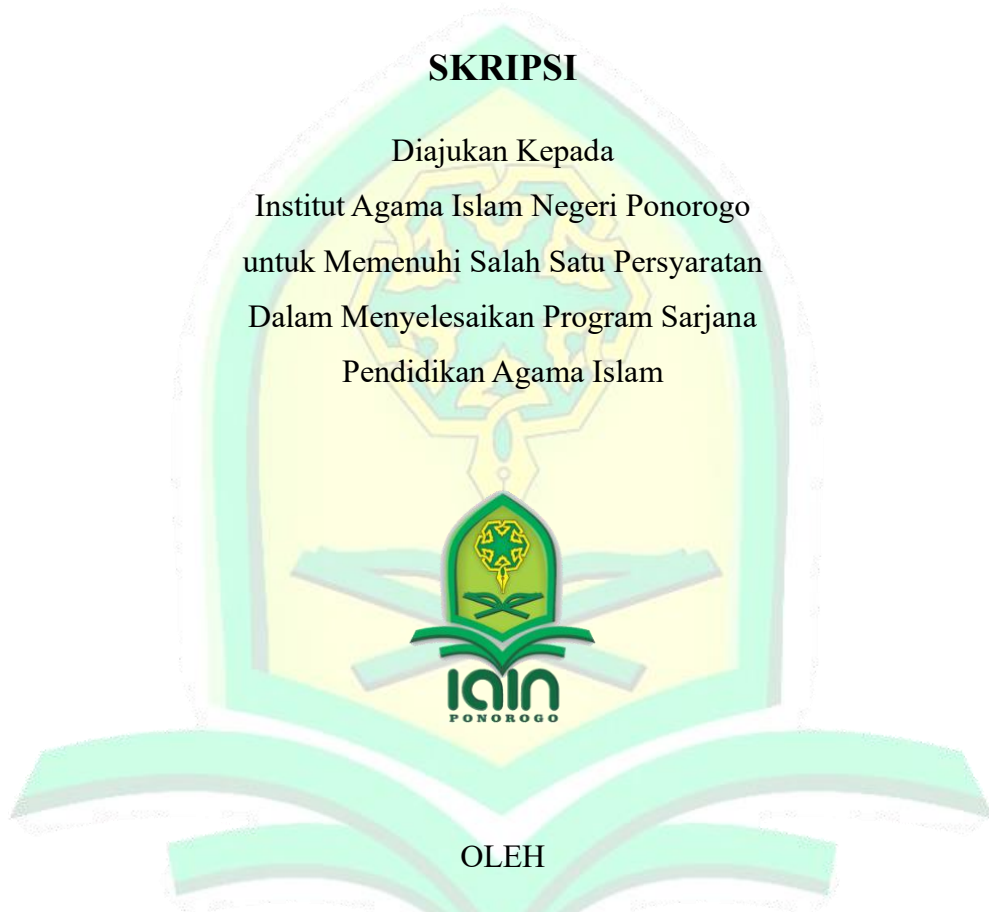 SKRIPSI
Diajukan Kepada
Institut Agama Islam Negeri Ponorogo
untuk Memenuhi Salah Satu Persyaratan
Dalam Menyelesaikan Program Sarjana
Pendidikan Agama Islam
IAIN
PONOROGO
OLEH